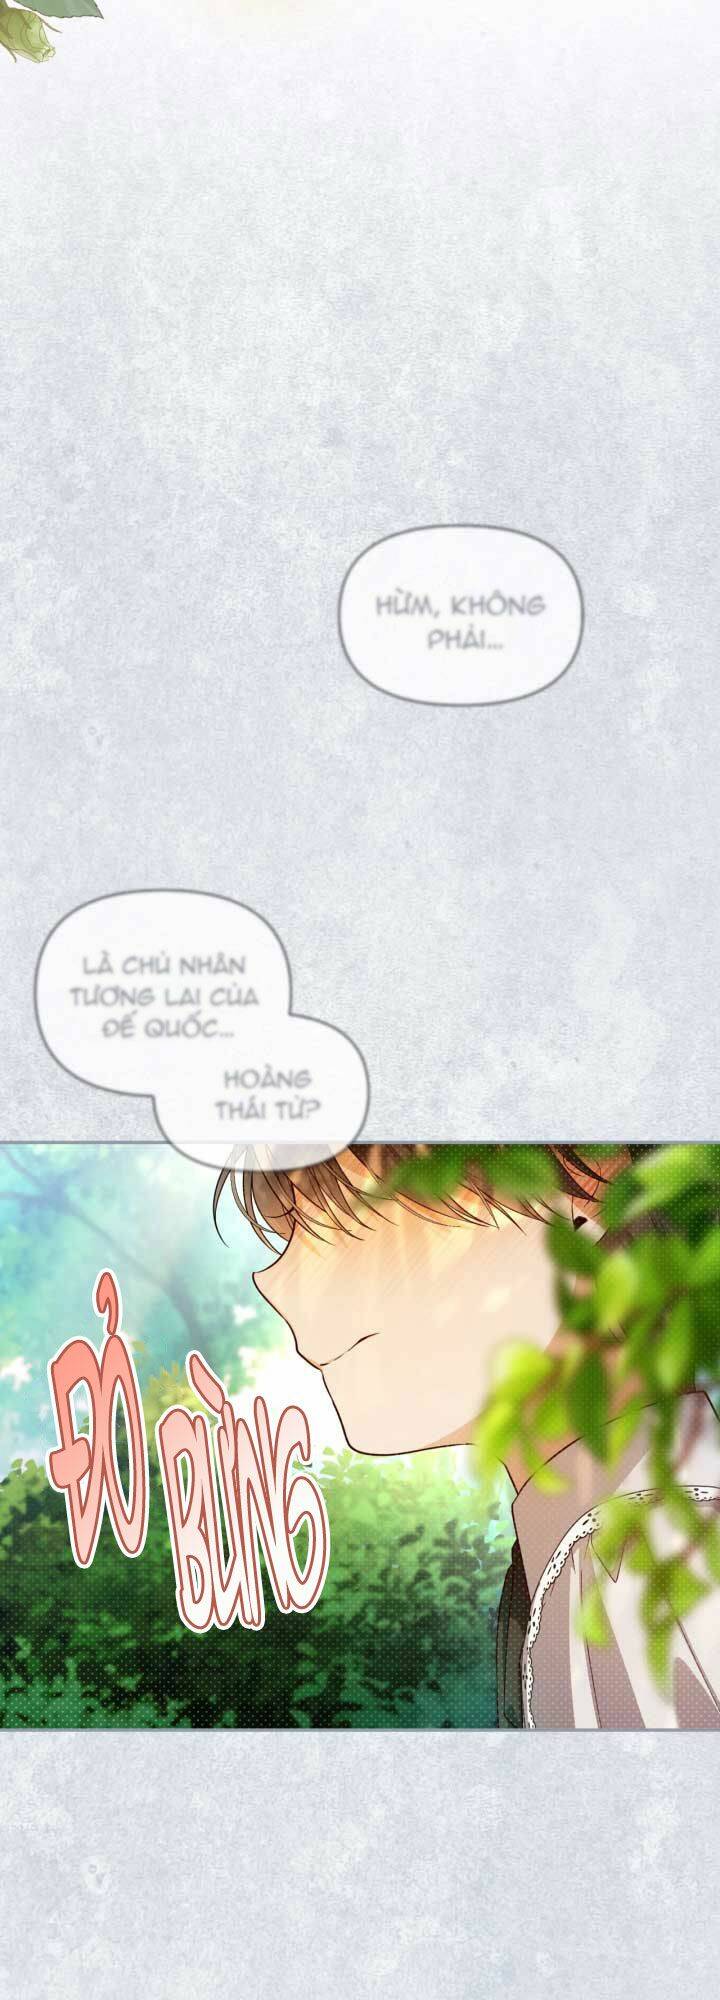 HỪM, KHÔNG
PHẢI...
LÀ CHỦ NHÂN
TƯƠNG LAI CỦA
ĐẾ QUỐC...
HOÀNG
THÁI TỬ?
ĐỎ
BỪNG